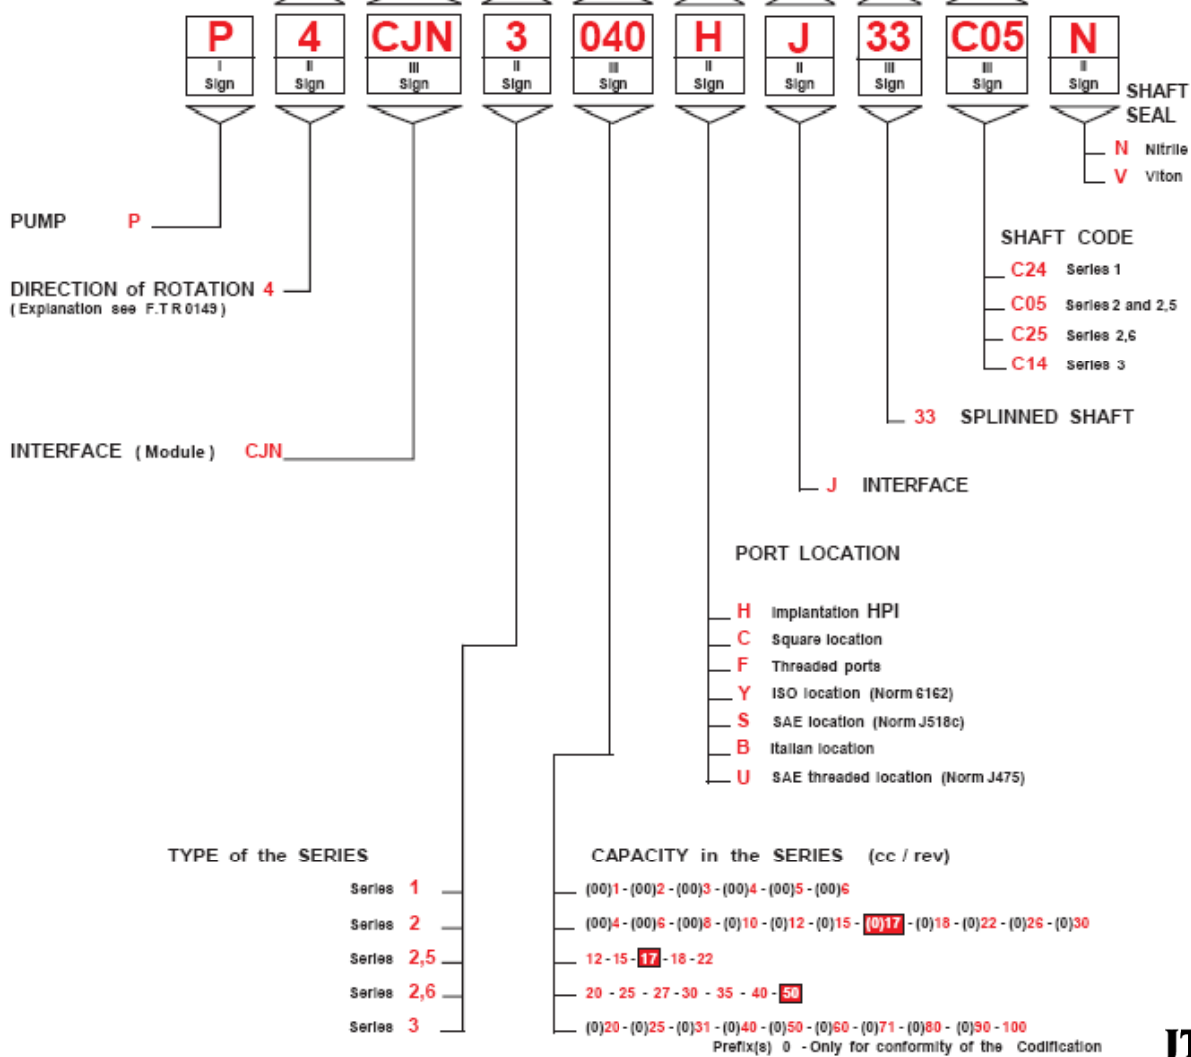 P 4 CJN 3 040 H J 33 C05 N
I II III II III II II III III II
Sign Sign Sign Sign Sign Sign Sign Sign Sign Sign
SHAFT
SEAL
N Nitrile
V Viton
PUMP P
SHAFT CODE
C24 Series 1
C05 Series 2 and 2,5
C25 Series 2,6
C14 Series 3
DIRECTION of ROTATION 4
( Explanation see F.T R 0149 )
33 SPLINNED SHAFT
INTERFACE ( Module ) CJN
J INTERFACE
PORT LOCATION
H Implantation HPI
C Square location
F Threaded ports
Y ISO location (Norm 6162)
S SAE location (Norm J518c)
B Italian location
U SAE threaded location (Norm J475)
TYPE of the SERIES CAPACITY in the SERIES (cc / rev)
Series 1 (00)1 - (00)2 - (00)3 - (00)4 - (00)5 - (00)6
Series 2 (00)4 - (00)6 - (00)8 - (0)10 - (0)12 - (0)15 - (0)17 - (0)18 - (0)22 - (0)26 - (0)30
Series 2,5 12 - 15 - 17 - 18 - 22
Series 2,6 20 - 25 - 27 - 30 - 35 - 40 - 50
Series 3 (0)20 - (0)25 - (0)31 - (0)40 - (0)50 - (0)60 - (0)71 - (0)80 - (0)90 - 100
Prefix(s) 0 - Only for conformity of the Codification